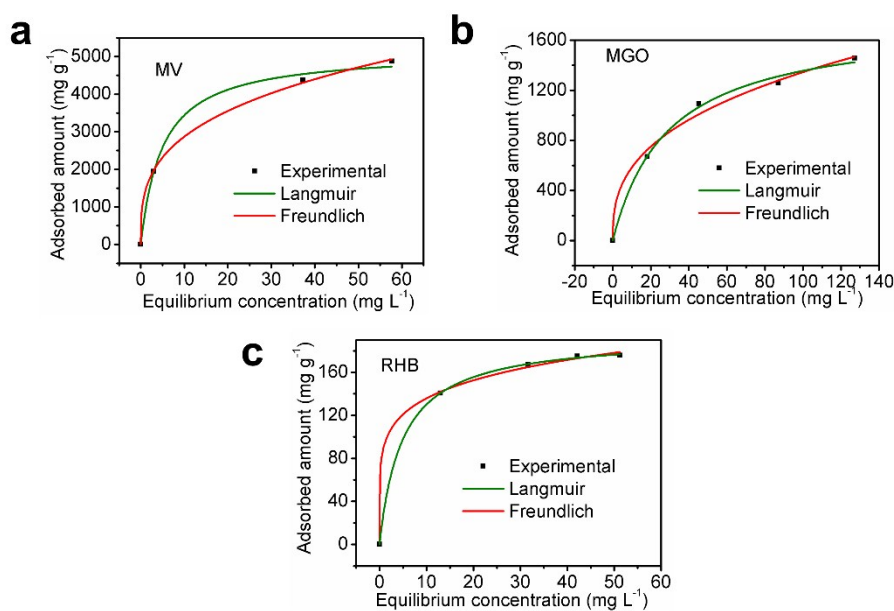 a
MV
Adsorbed amount (mg g⁻¹)
5000
4000
3000
2000
1000
0
Experimental
Langmuir
Freundlich
0 10 20 30 40 50 60
Equilibrium concentration (mg L⁻¹)
b
MGO
Adsorbed amount (mg g⁻¹)
1600
1200
800
400
0
Experimental
Langmuir
Freundlich
-20 0 20 40 60 80 100 120 140
Equilibrium concentration (mg L⁻¹)
c
RHB
Adsorbed amount (mg g⁻¹)
160
120
80
40
0
Experimental
Langmuir
Freundlich
0 10 20 30 40 50 60
Equilibrium concentration (mg L⁻¹)